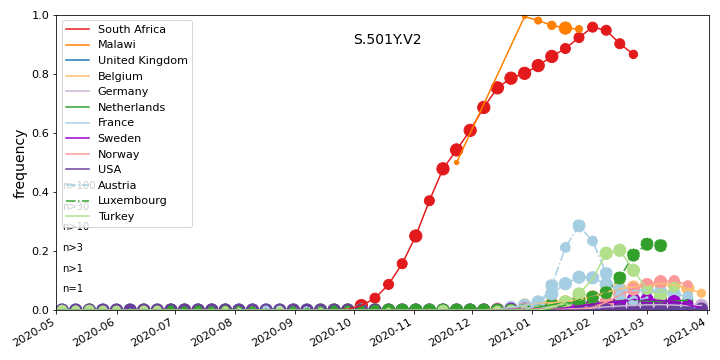 S.501Y.V2
frequency
1.0
0.8
0.6
0.4
0.2
0.0
South Africa
Malawi
United Kingdom
Belgium
Germany
Netherlands
France
Sweden
Norway
USA
Austria
Luxembourg
Turkey
n>100
n>30
n>10
n>3
n>1
n=1
2020-05
2020-06
2020-07
2020-08
2020-09
2020-10
2020-11
2020-12
2021-01
2021-02
2021-03
2021-04